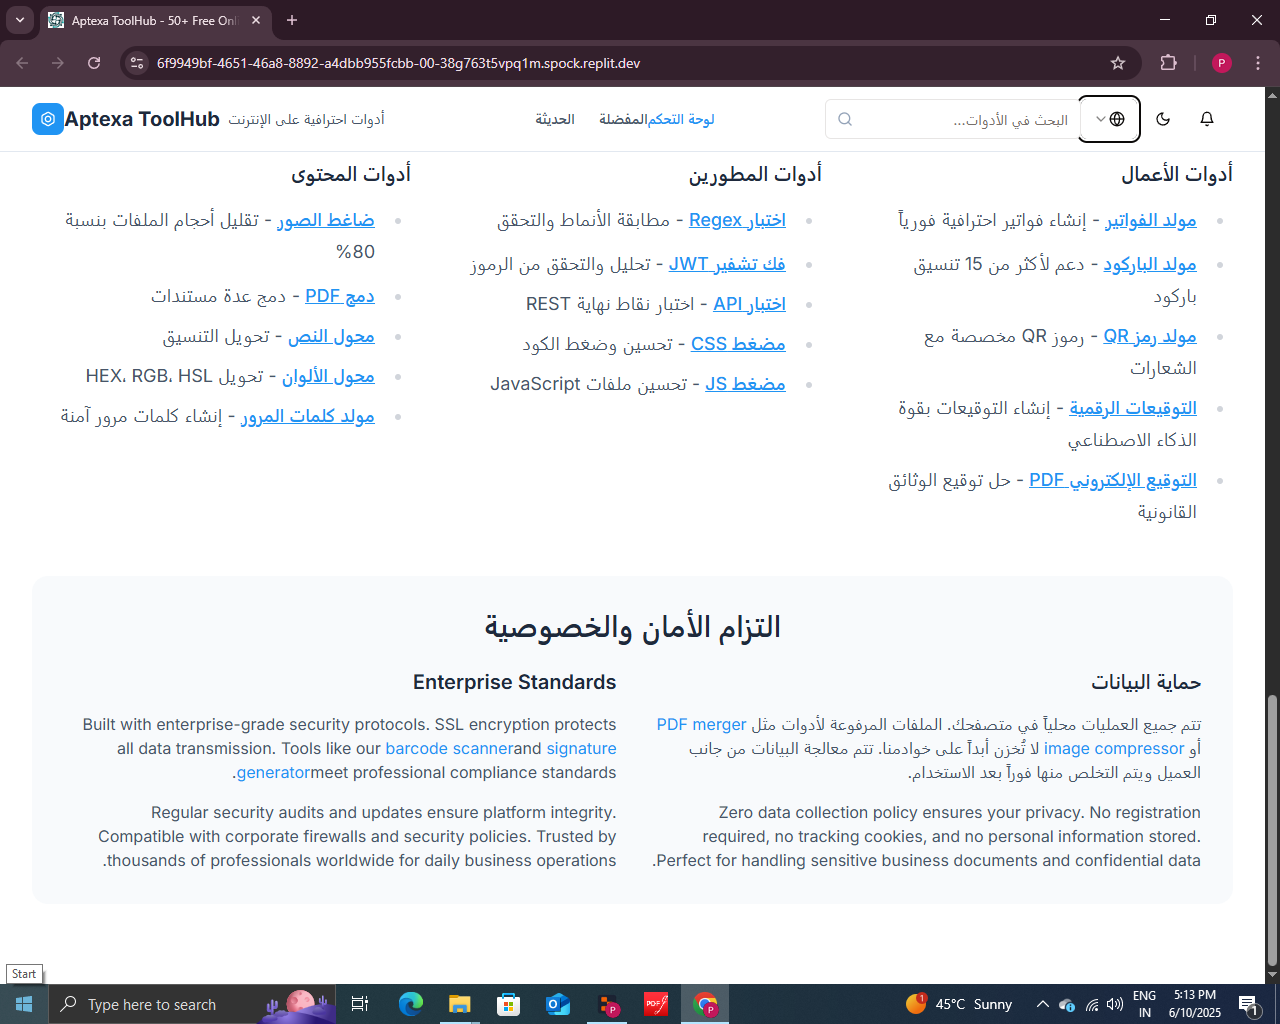 Aptexa ToolHub - 50+ Free Onl
6f9949bf-4651-46a8-8892-a4dbb955fcbb-00-38g763t5vpq1m.spock.replit.dev
P
Aptexa ToolHub
أدوات احترافية على الإنترنت
لوحة التحكم
المفضلة
الحديثة
البحث في الأدوات...
أدوات الأعمال
مولد الفواتير - إنشاء فواتير احترافية فورياً
مولد الباركود - دعم لأكثر من 15 تنسيق
باركود
مولد رمز QR - رموز QR مخصصة مع
الشعارات
التوقيعات الرقمية - إنشاء التوقيعات بقوة
الذكاء الاصطناعي
التوقيع الإلكتروني PDF - حل توقيع الوثائق
القانونية
أدوات المطورين
اختبار Regex - مطابقة الأنماط والتحقق
فك تشفير JWT - تحليل والتحقق من الرموز
اختبار API - اختبار نقاط نهاية REST
مضغط CSS - تحسين وضغط الكود
مضغط JS - تحسين ملفات JavaScript
أدوات المحتوى
ضاغط الصور - تقليل أحجام الملفات بنسبة
80%
دمج PDF - دمج عدة مستندات
محول النص - تحويل التنسيق
محول الألوان - تحويل HEX، RGB، HSL
مولد كلمات المرور - إنشاء كلمات مرور آمنة
التزام الأمان والخصوصية
حماية البيانات
تتم جميع العمليات محلياً في متصفحك. الملفات المرفوعة لأدوات مثل PDF merger
أو image compressor لا تُخزن أبداً على خوادمنا. تتم معالجة البيانات من جانب
العميل ويتم التخلص منها فوراً بعد الاستخدام.
Zero data collection policy ensures your privacy. No registration
required, no tracking cookies, and no personal information stored.
.Perfect for handling sensitive business documents and confidential data
Enterprise Standards
Built with enterprise-grade security protocols. SSL encryption protects
all data transmission. Tools like our barcode scannerand signature
.generatormeet professional compliance standards
Regular security audits and updates ensure platform integrity.
Compatible with corporate firewalls and security policies. Trusted by
.thousands of professionals worldwide for daily business operations
Start
Type here to search
PDF
P
P
1
45°C Sunny
ENG
IN
5:13 PM
6/10/2025
1